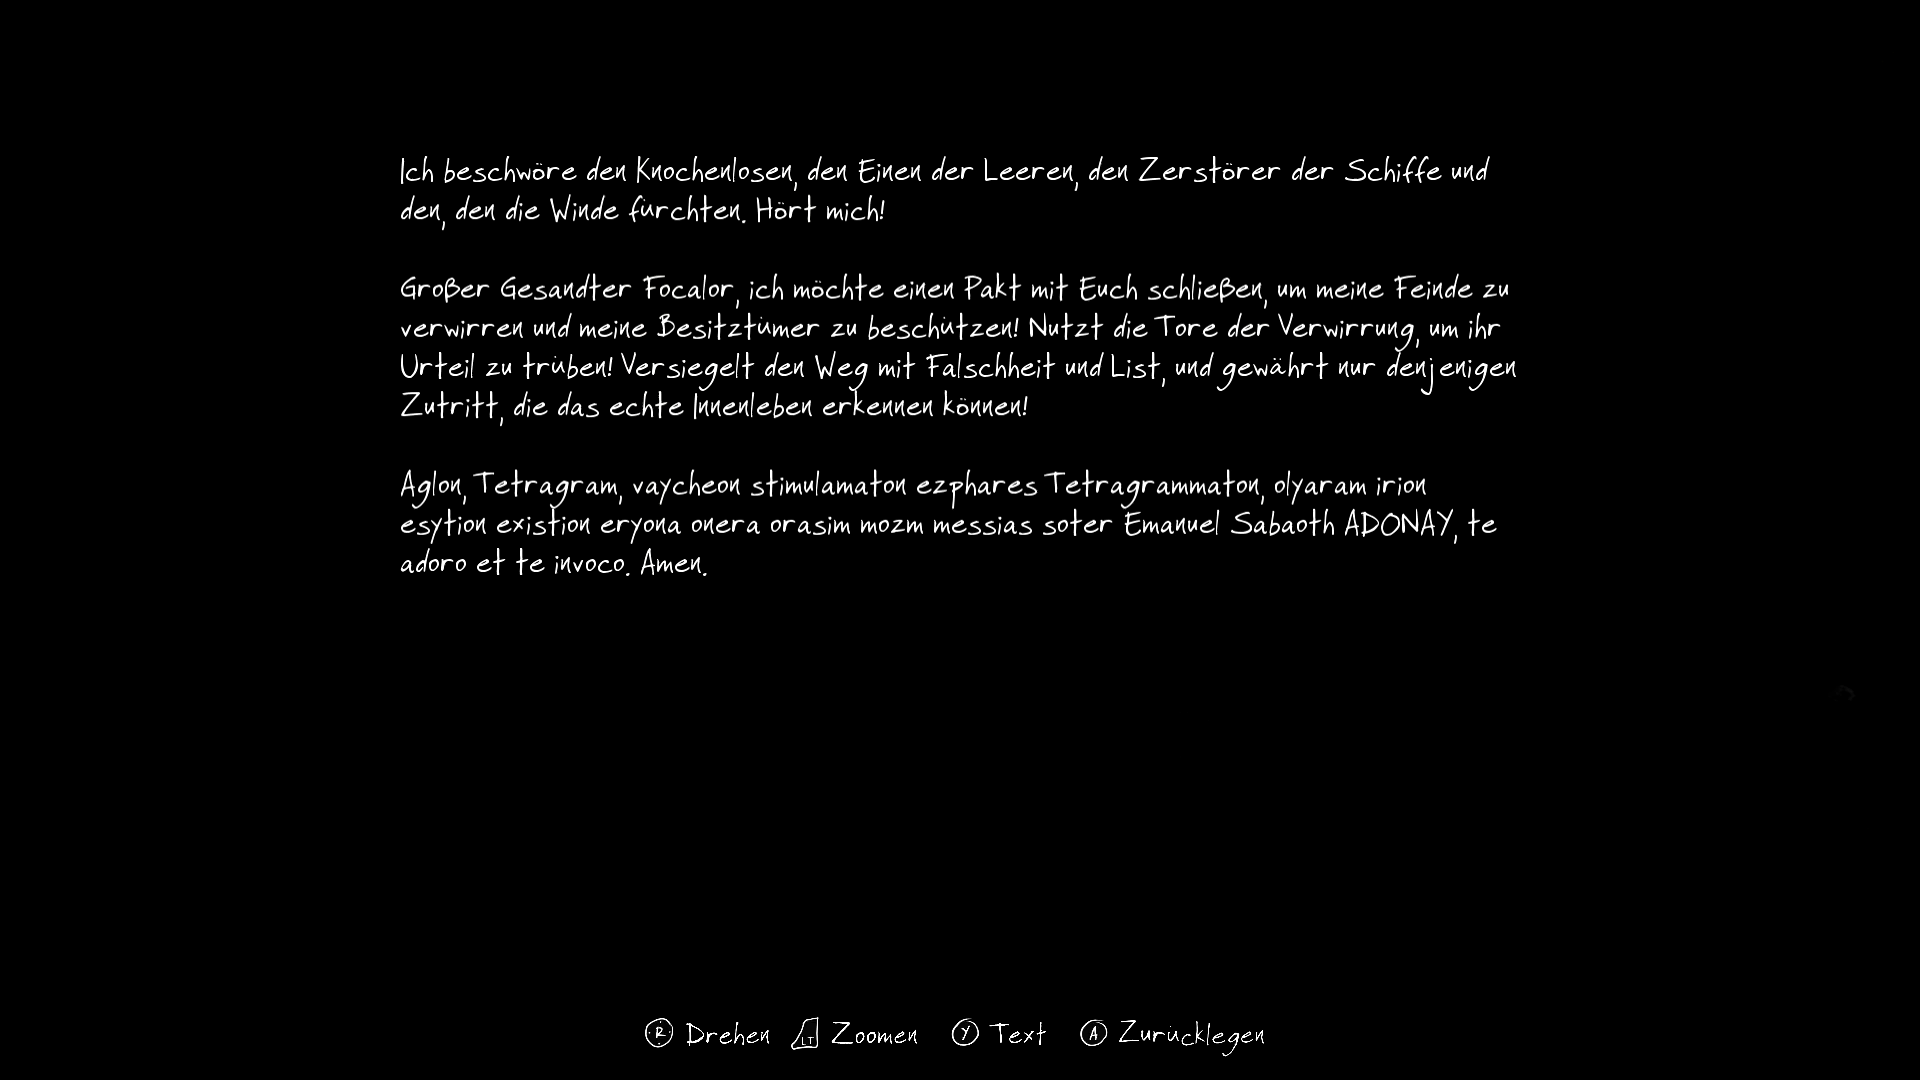 Ich beschwöre den Knochenlosen, den Einen der Leeren, den Zerstörer der Schiffe und
den, den die Winde fürchten. Hört mich!
Großer Gesandter Focalor, ich möchte einen Pakt mit Euch schließen, um meine Feinde zu
verwirren und meine Besitztümer zu beschützen! Nutzt die Tore der Verwirrung, um ihr
Urteil zu trüben! Versiegelt den Weg mit Falschheit und List, und gewährt nur denjenigen
Zutritt, die das echte Innenleben erkennen können!
Aglon, Tetragram, vaycheon stimulamaton ezphares Tetragrammaton, olyaram irion
esytion existion eryona onera orasim mozm messias soter Emanuel Sabaoth ADONAY, te
adoro et te invoco. Amen.
R Drehen LT Zoomen Y Text A Zurücklegen